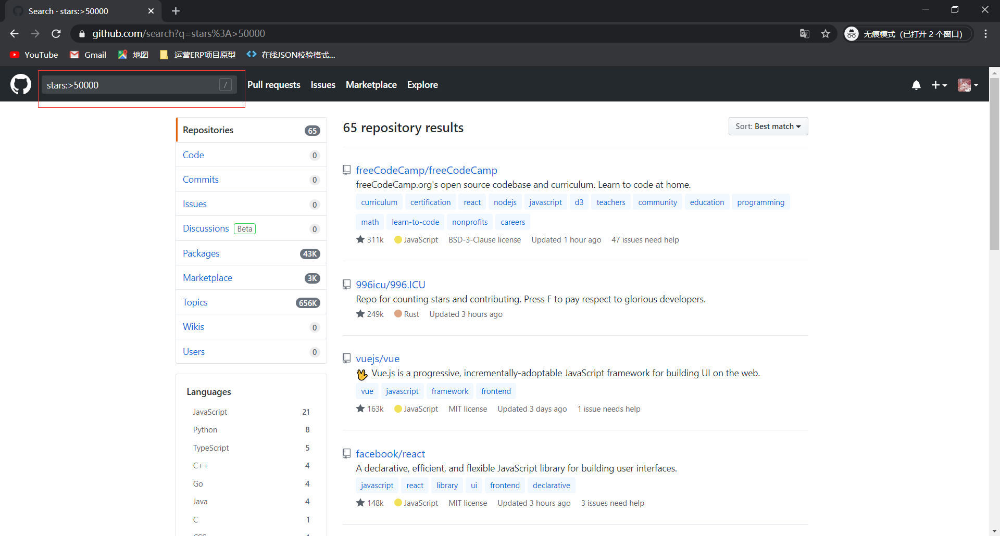 Search · stars:>50000
github.com/search?q=stars%3A>50000
无痕模式（已打开 2 个窗口）
YouTube Gmail 地图 运营ERP项目原型 在线JSON校验格式...
stars:>50000 / Pull requests Issues Marketplace Explore
Repositories 65
Code 0
Commits 0
Issues 0
Discussions Beta 0
Packages 43K
Marketplace 3K
Topics 656K
Wikis 0
Users 0
Languages
JavaScript 21
Python 8
TypeScript 5
C++ 4
Go 4
Java 4
C 1
65 repository results
Sort: Best match
freeCodeCamp/freeCodeCamp
freeCodeCamp.org's open source codebase and curriculum. Learn to code at home.
curriculum certification react nodejs javascript d3 teachers community education programming
math learn-to-code nonprofits careers
311k JavaScript BSD-3-Clause license Updated 1 hour ago 47 issues need help
996icu/996.ICU
Repo for counting stars and contributing. Press F to pay respect to glorious developers.
249k Rust Updated 3 hours ago
vuejs/vue
🖖 Vue.js is a progressive, incrementally-adoptable JavaScript framework for building UI on the web.
vue javascript framework frontend
163k JavaScript MIT license Updated 3 days ago 1 issue needs help
facebook/react
A declarative, efficient, and flexible JavaScript library for building user interfaces.
javascript react library ui frontend declarative
148k JavaScript MIT license Updated 3 hours ago 3 issues need help